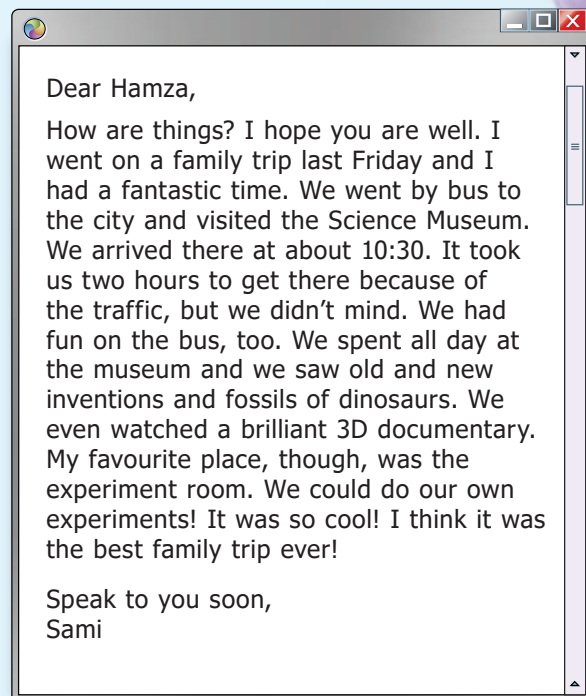 Dear Hamza,
How are things? I hope you are well. I
went on a family trip last Friday and I
had a fantastic time. We went by bus to
the city and visited the Science Museum.
We arrived there at about 10:30. It took
us two hours to get there because of
the traffic, but we didn’t mind. We had
fun on the bus, too. We spent all day at
the museum and we saw old and new
inventions and fossils of dinosaurs. We
even watched a brilliant 3D documentary.
My favourite place, though, was the
experiment room. We could do our own
experiments! It was so cool! I think it was
the best family trip ever!
Speak to you soon,
Sami